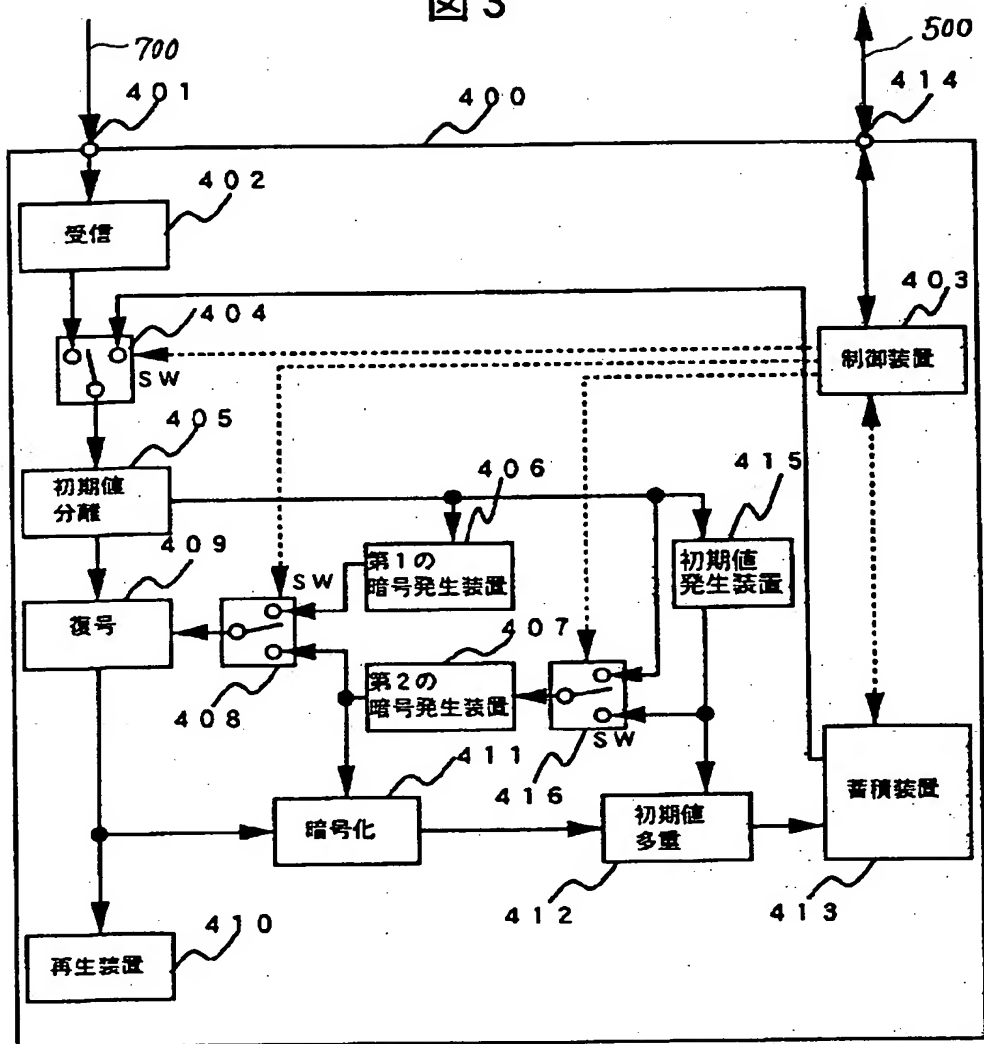 図3
700
500
401
400
414
402
受信
403
制御装置
404
SW
405
初期値
分離
406
415
第1の
暗号発生装置
初期値
発生装置
409
SW
復号
407
第2の
暗号発生装置
408
SW
416
411
暗号化
初期値
多重
412
蓄積装置
413
410
再生装置